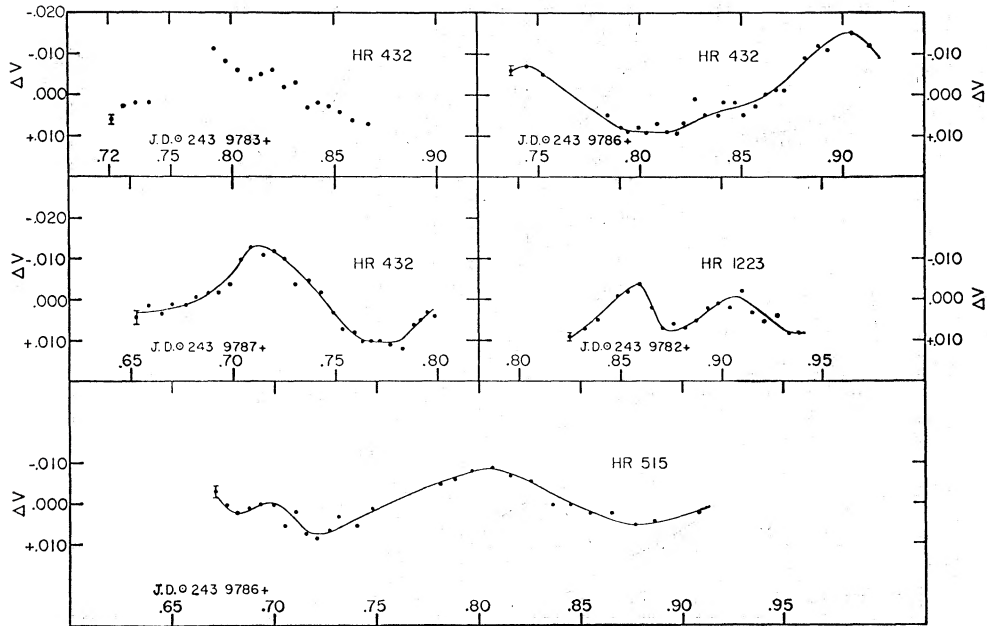 -.020
-.010
.000
+.010
ΔV
HR 432
J.D.⊙ 243 9783+
.72 .75 .80 .85 .90
HR 432
J.D.⊙ 243 9786+
.75 .80 .85 .90
-.010
.000
+.010
ΔV
-.020
-.010
.000
+.010
ΔV
HR 432
J.D.⊙ 243 9787+
.65 .70 .75 .80
HR 1223
J.D.⊙ 243 9782+
.80 .85 .90 .95
-.010
.000
+.010
ΔV
-.010
.000
+.010
ΔV
HR 515
J.D.⊙ 243 9786+
.65 .70 .75 .80 .85 .90 .95